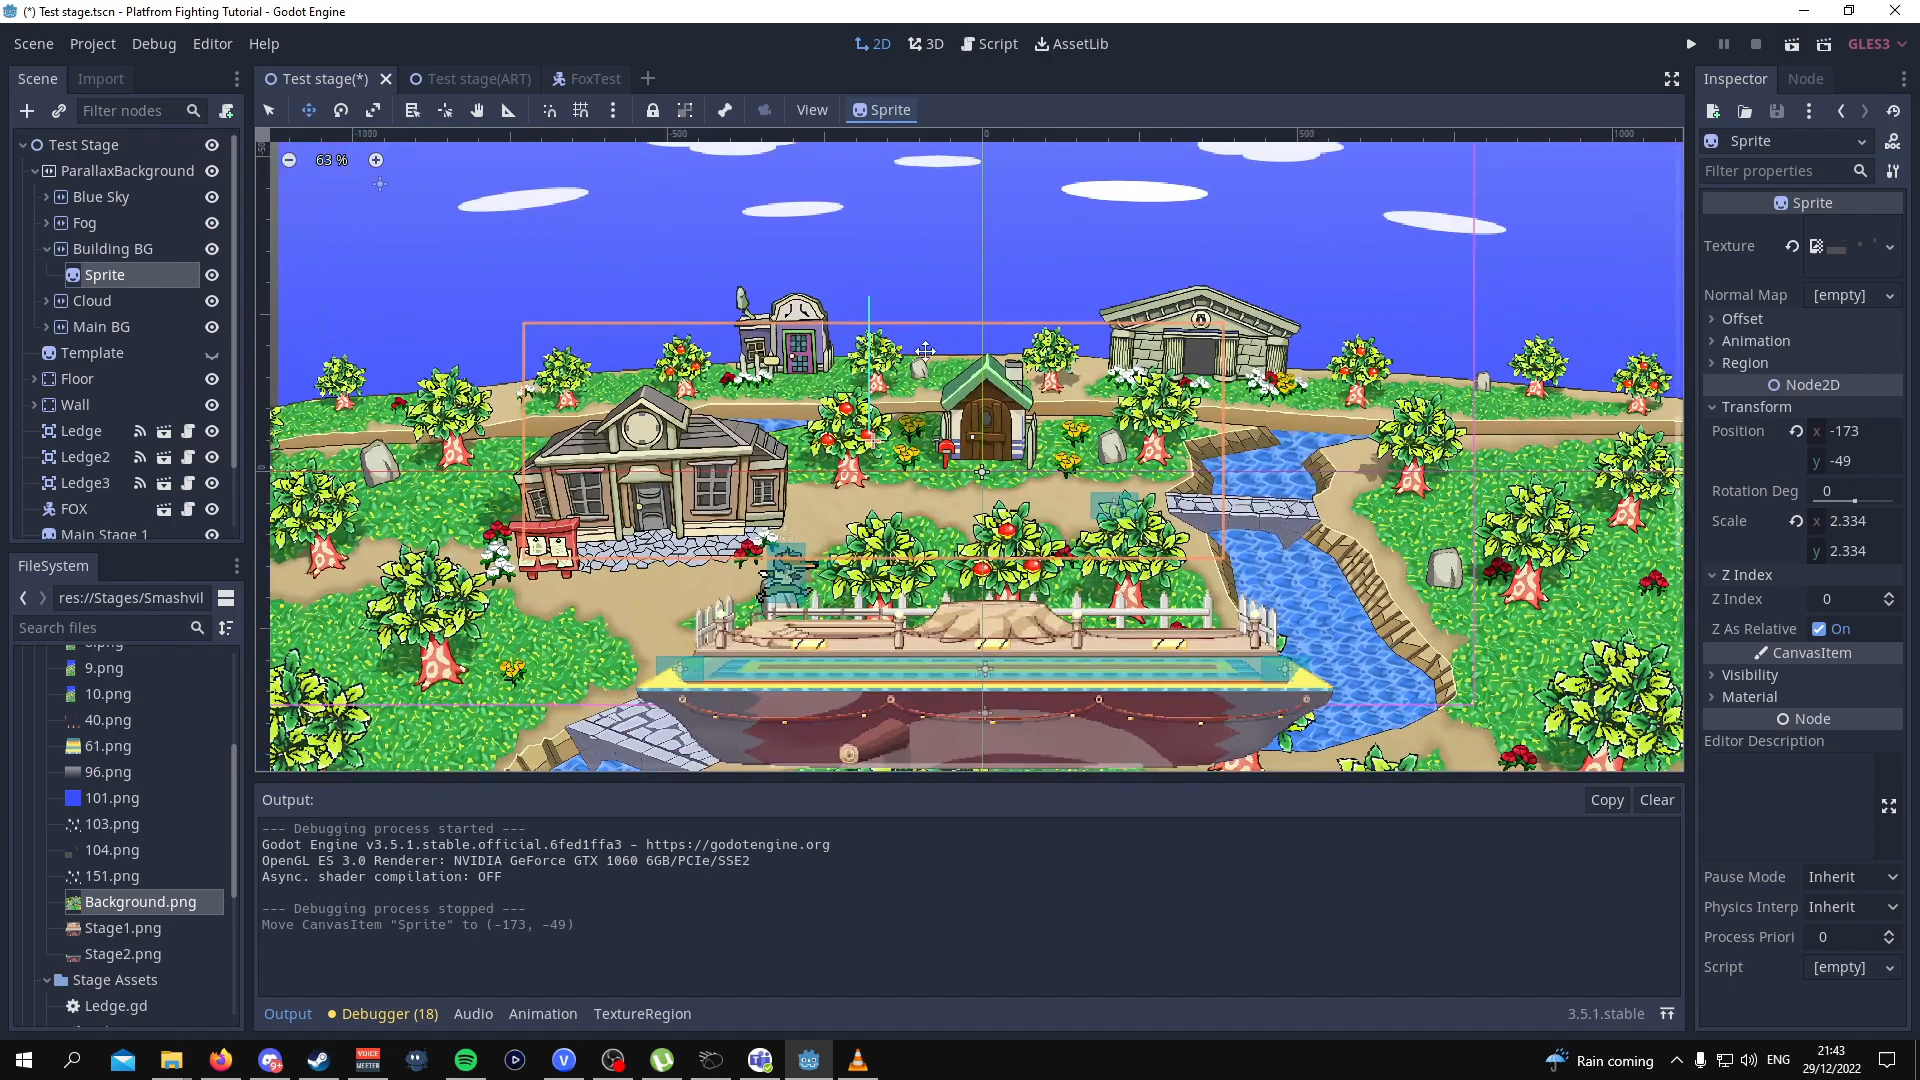 (*) Test stage.tscn - Platfrom Fighting Tutorial - Godot Engine
Scene Project Debug Editor Help
2D 3D Script AssetLib
GLES3
Scene Import
Test stage(*) Test stage(ART) FoxTest
Inspector Node
Filter nodes
View Sprite
-1000 -500 0 500 1000
63 %
Test Stage
ParallaxBackground
Blue Sky
Fog
Building BG
Sprite
Cloud
Main BG
Template
Floor
Wall
Ledge
Ledge2
Ledge3
FOX
Main Stage 1
FileSystem
res://Stages/Smashvil
Search files
9.png
10.png
40.png
61.png
96.png
101.png
103.png
104.png
151.png
Background.png
Stage1.png
Stage2.png
Stage Assets
Ledge.gd
Output:
Copy Clear
--- Debugging process started ---
Godot Engine v3.5.1.stable.official.6fed1ffa3 - https://godotengine.org
OpenGL ES 3.0 Renderer: NVIDIA GeForce GTX 1060 6GB/PCIe/SSE2
Async. shader compilation: OFF
--- Debugging process stopped ---
Move CanvasItem "Sprite" to (-173, -49)
Output Debugger (18) Audio Animation TextureRegion
3.5.1.stable
Sprite
Filter properties
Sprite
Texture
Normal Map [empty]
Offset
Animation
Region
Node2D
Transform
Position x -173
y -49
Rotation Deg 0
Scale x 2.334
y 2.334
Z Index
Z Index 0
Z As Relative On
CanvasItem
Visibility
Material
Node
Editor Description
Pause Mode Inherit
Physics Interp Inherit
Process Priori 0
Script [empty]
9+
VOICE
MEETER
Rain coming
ENG
21:43
29/12/2022